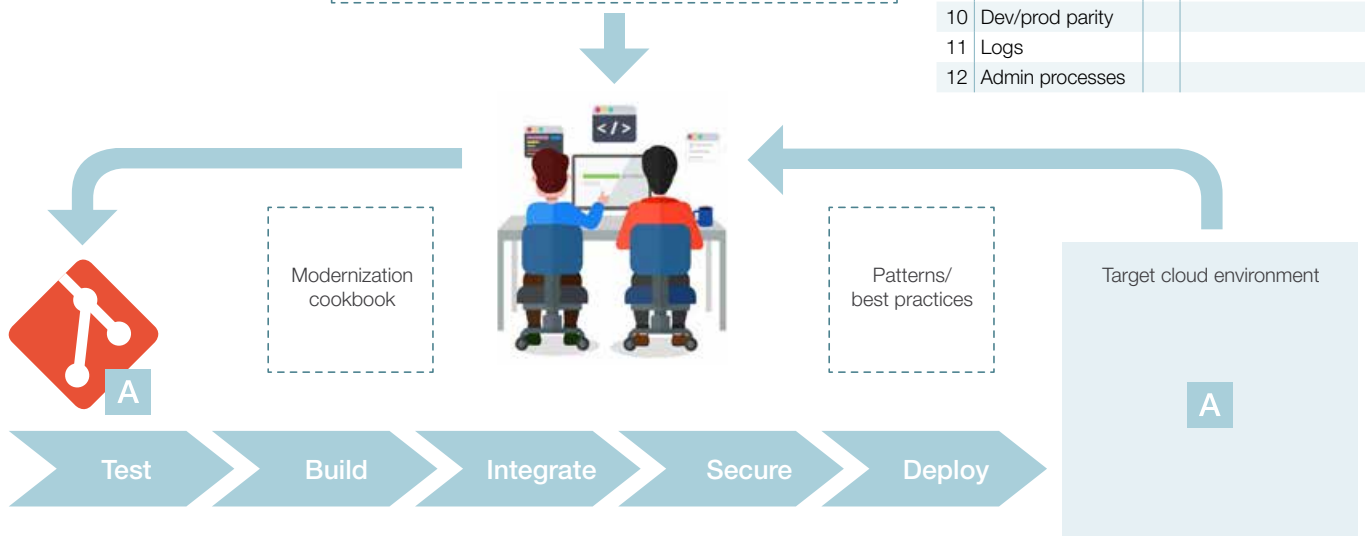 10 Dev/prod parity
11 Logs
12 Admin processes
</>
Modernization
cookbook
Patterns/
best practices
Target cloud environment
A
A
Test
Build
Integrate
Secure
Deploy